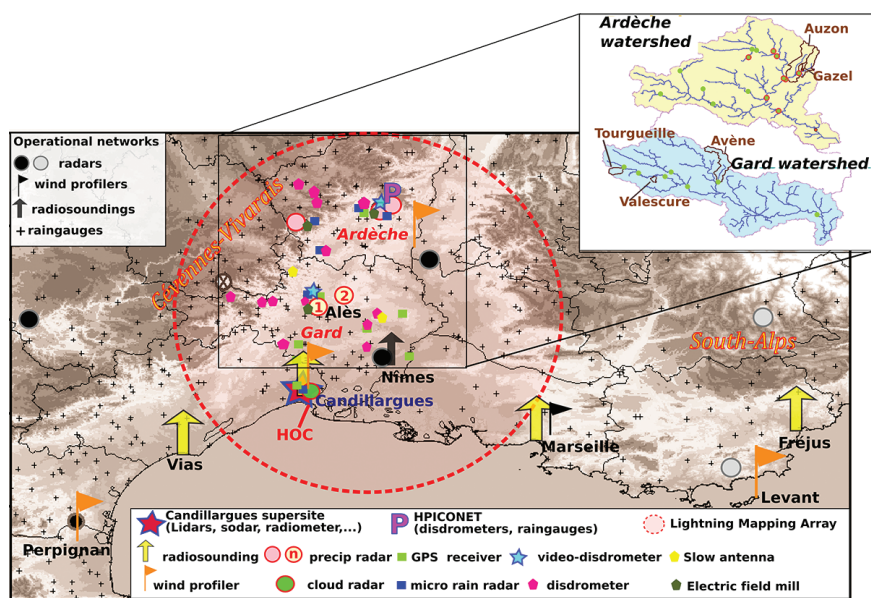 Ardèche
watershed
Auzon
Gazel
Tourgueille
Avène
Gard watershed
Valescure
Operational networks
radars
wind profilers
radiosoundings
raingauges
Cévennes-Vivarais
P
Ardèche
X
1
2
Alès
Gard
Nîmes
South-Alps
Candillargues
HOC
Vias
Marseille
Fréjus
Levant
Perpignan
Candillargues supersite
(Lidars, sodar, radiometer,...)
P HPICONET
(disdrometers, raingauges)
Lightning Mapping Array
radiosounding
n precip radar
GPS receiver
video-disdrometer
Slow antenna
wind profiler
cloud radar
micro rain radar
disdrometer
Electric field mill